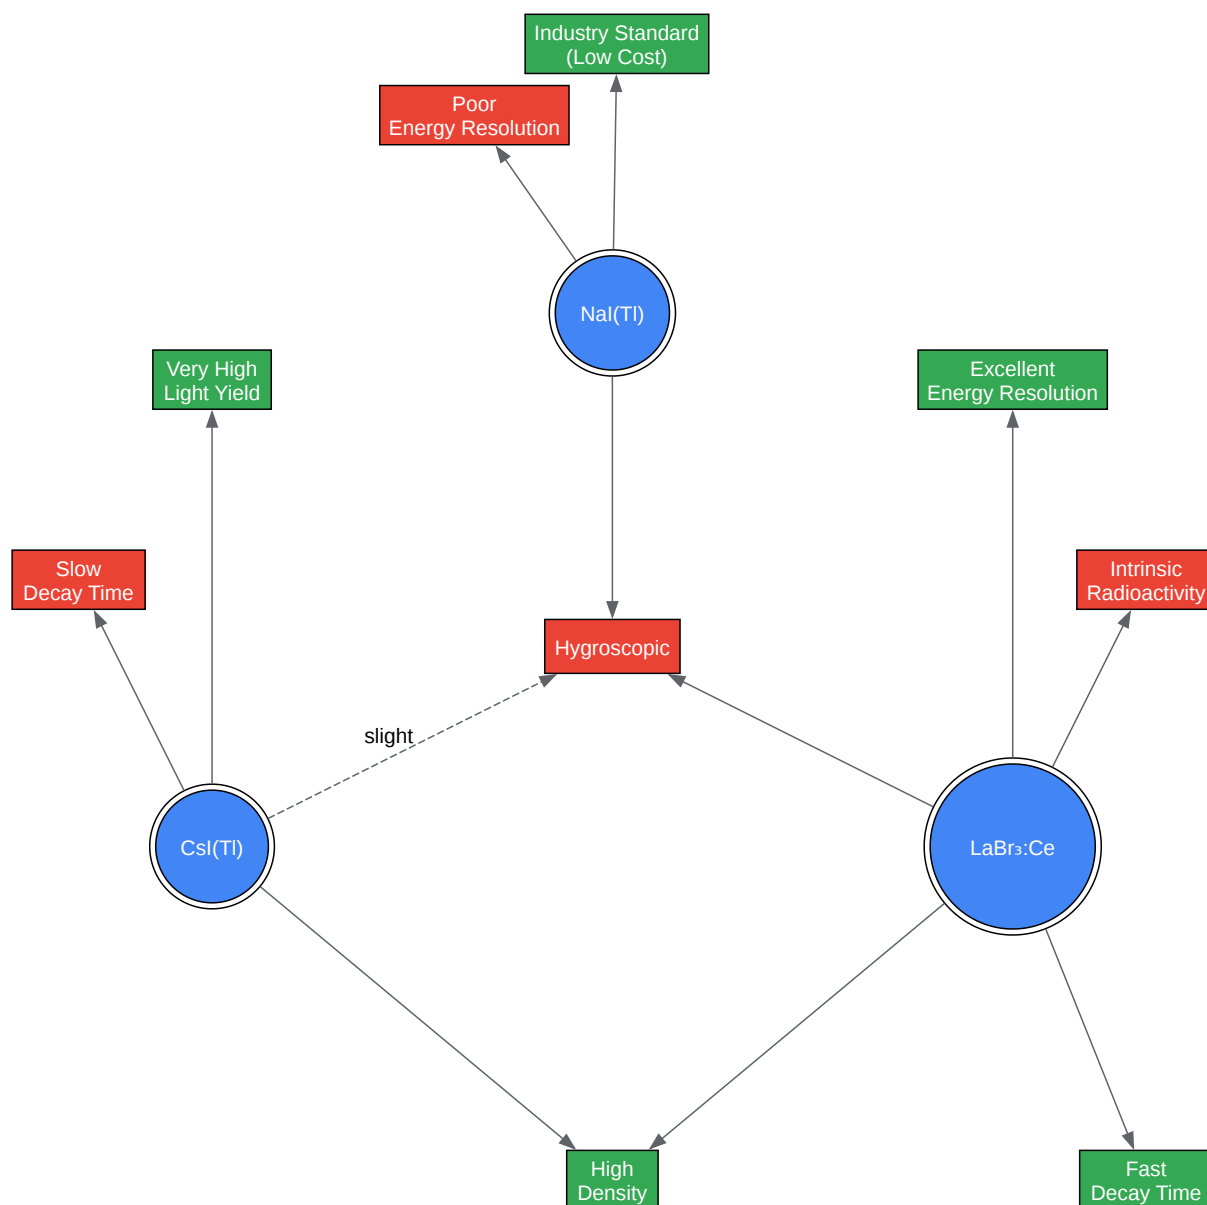 Industry Standard
(Low Cost)
Poor
Energy Resolution
NaI(Tl)
Very High
Light Yield
Excellent
Energy Resolution
Slow
Decay Time
Intrinsic
Radioactivity
Hygroscopic
slight
CsI(Tl)
LaBr₃:Ce
High
Density
Fast
Decay Time